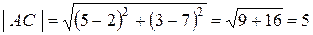 |AC| = √((5−2)² ÷ (3−7)²) = √(9÷16) = 5